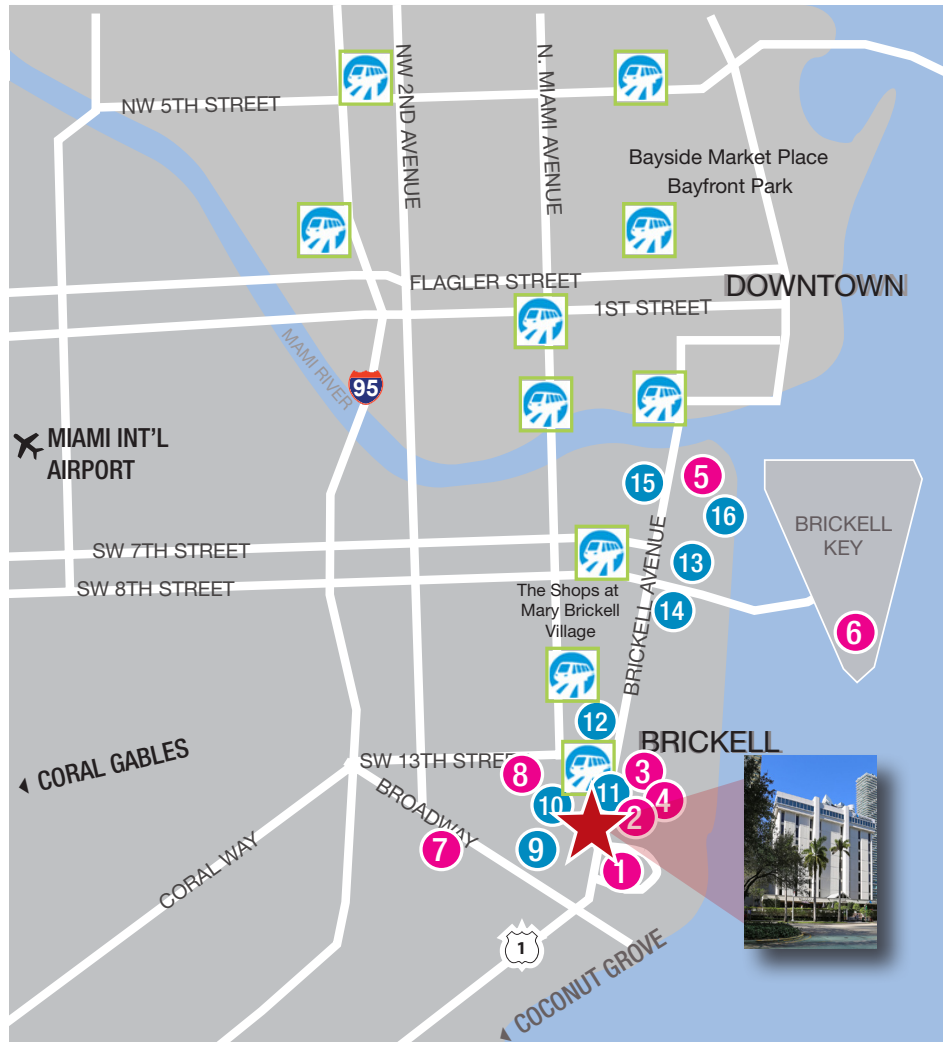 NW 5TH STREET
NW 2ND AVENUE
N. MIAMI AVENUE
Bayside Market Place
Bayfront Park
FLAGLER STREET
DOWNTOWN
1ST STREET
MAMI RIVER
95
MIAMI INT'L
AIRPORT
15
5
16
BRICKELL
KEY
SW 7TH STREET
13
SW 8TH STREET
The Shops at
Mary Brickell
Village
BRICKELL AVENUE
14
6
12
BRICKELL
CORAL GABLES
SW 13TH STREE
8
3
11
4
10
2
BROADWAY
7
9
1
CORAL WAY
1
COCONUT GROVE